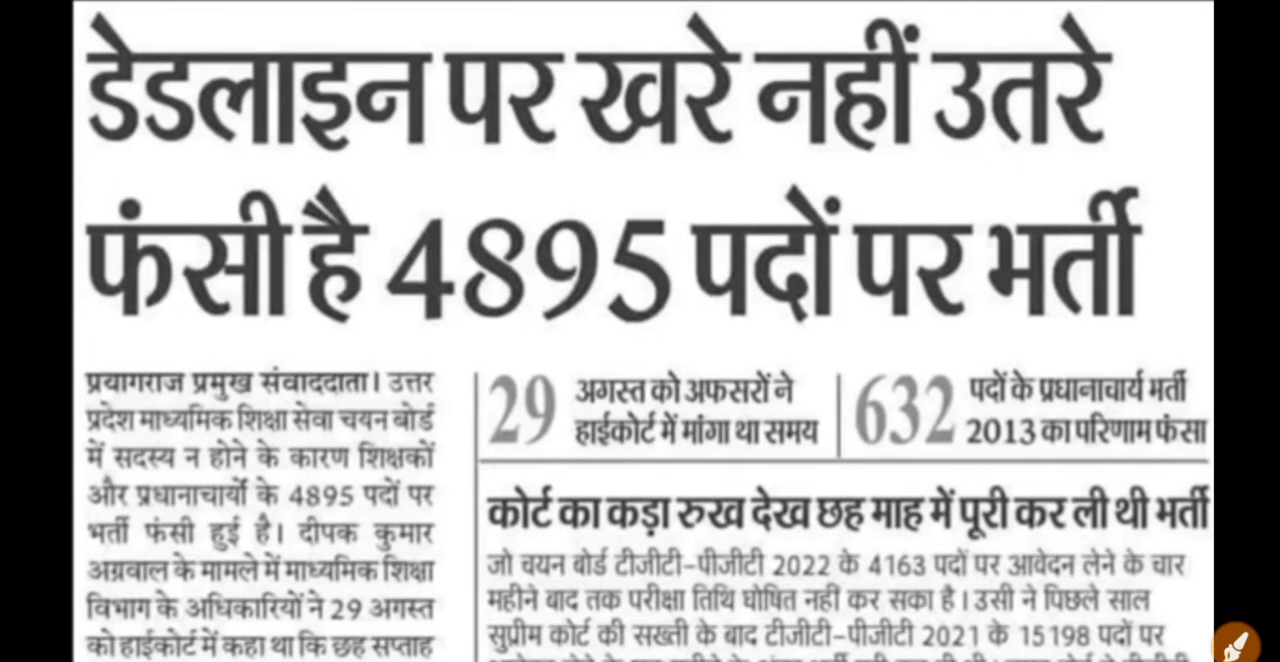 डेडलाइन पर खरे नहीं उतरे
फंसी है 4895 पदों पर भर्ती
प्रयागराज प्रमुख संवाददाता। उत्तर
प्रदेश माध्यमिक शिक्षा सेवा चयन बोर्ड
में सदस्य न होने के कारण शिक्षकों
और प्रधानाचार्यों के 4895 पदों पर
भर्ती फंसी हुई है। दीपक कुमार
अग्रवाल के मामले में माध्यमिक शिक्षा
विभाग के अधिकारियों ने 29 अगस्त
को हाईकोर्ट में कहा था कि छह सप्ताह
29 अगस्त को अफसरों ने
हाईकोर्ट में मांगा था समय
632 पदों के प्रधानाचार्य भर्ती
2013 का परिणाम फंसा
कोर्ट का कड़ा रुख देख छह माह में पूरी कर ली थी भर्ती
जो चयन बोर्ड टीजीटी-पीजीटी 2022 के 4163 पदों पर आवेदन लेने के चार
महीने बाद तक परीक्षा तिथि घोषित नहीं कर सका है। उसी ने पिछले साल
सुप्रीम कोर्ट की सख्ती के बाद टीजीटी-पीजीटी 2021 के 15198 पदों पर